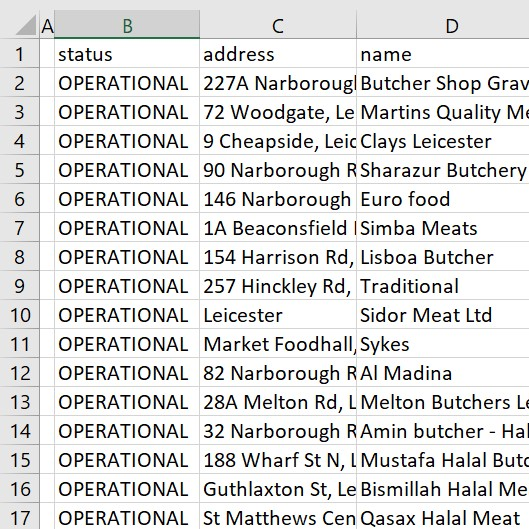 A B C D
1 status address name
2 OPERATIONAL 227A Narborough Butcher Shop Grav
3 OPERATIONAL 72 Woodgate, Le Martins Quality Me
4 OPERATIONAL 9 Cheapside, Leic Clays Leicester
5 OPERATIONAL 90 Narborough R Sharazur Butchery
6 OPERATIONAL 146 Narborough Euro food
7 OPERATIONAL 1A Beaconsfield Simba Meats
8 OPERATIONAL 154 Harrison Rd, Lisboa Butcher
9 OPERATIONAL 257 Hinckley Rd, Traditional
10 OPERATIONAL Leicester Sidor Meat Ltd
11 OPERATIONAL Market Foodhall, Sykes
12 OPERATIONAL 82 Narborough R Al Madina
13 OPERATIONAL 28A Melton Rd, L Melton Butchers Le
14 OPERATIONAL 32 Narborough R Amin butcher - Hal
15 OPERATIONAL 188 Wharf St N, L Mustafa Halal Butc
16 OPERATIONAL Guthlaxton St, Le Bismillah Halal Me
17 OPERATIONAL St Matthews Cen Qasax Halal Meat